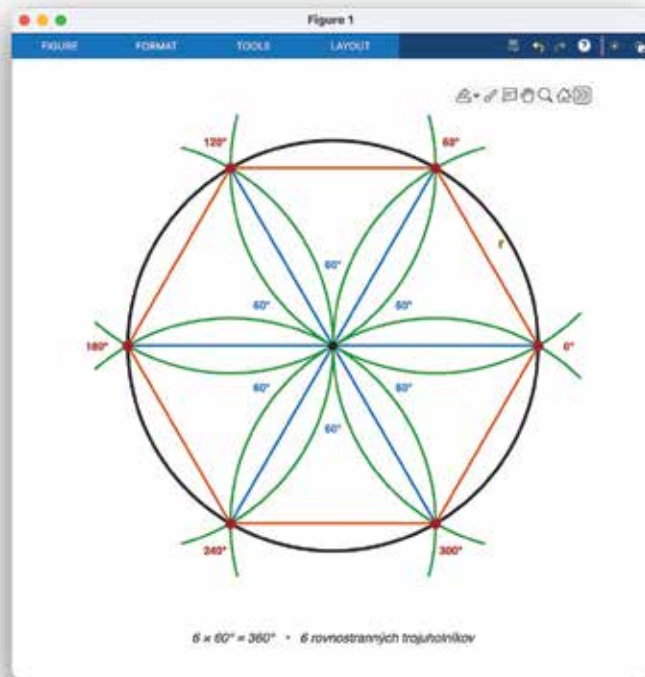 Figure 1
FIGURE FORMAT TOOLS LAYOUT
120° 60°
r
60°
60° 60°
180° 0°
60° 60°
60°
240° 300°
6 × 60° = 360° • 6 rovnostranných trojuholníkov